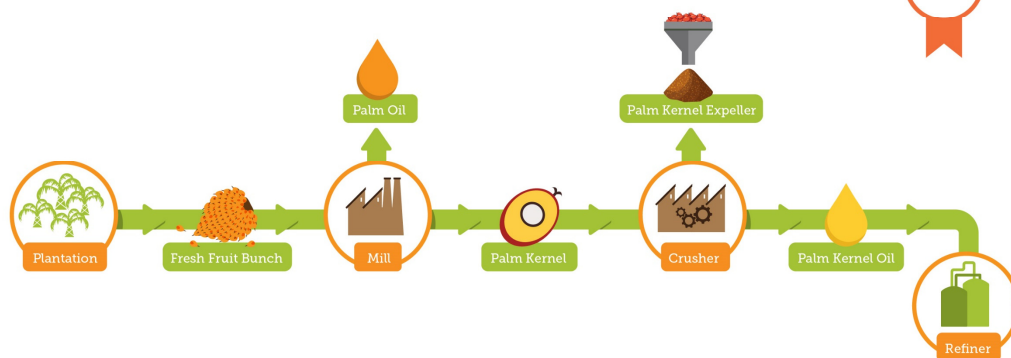 Palm Oil
Palm Kernel Expeller
Plantation
Fresh Fruit Bunch
Mill
Palm Kernel
Crusher
Palm Kernel Oil
Refiner